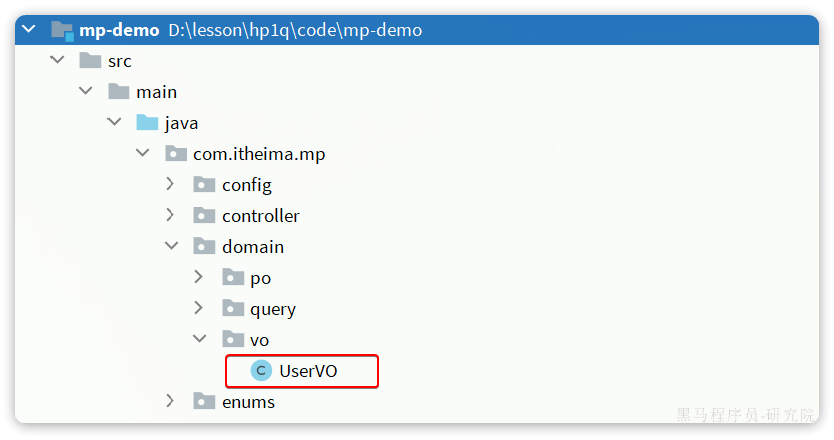 mp-demo D:\lesson\hp1q\code\mp-demo
src
main
java
com.itheima.mp
config
controller
domain
po
query
vo
C UserVO
enums
黑马程序员-研究院